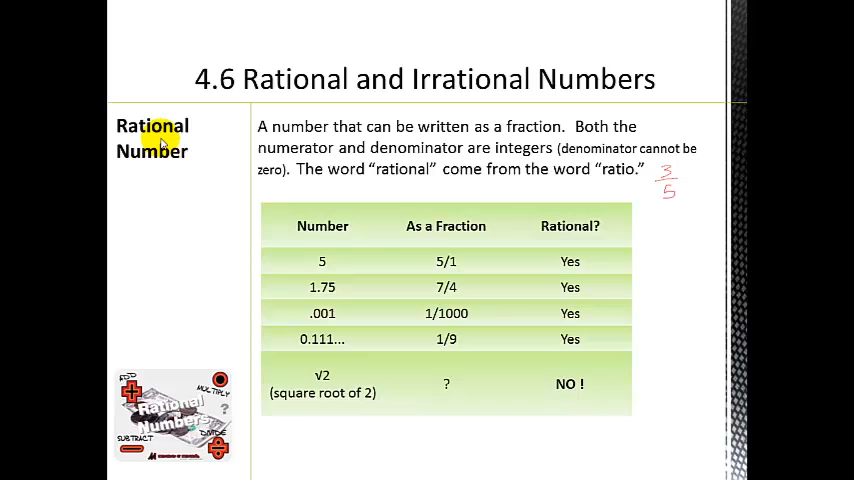 4.6 Rational and Irrational Numbers
Rational
Number
A number that can be written as a fraction. Both the
numerator and denominator are integers (denominator cannot be
zero). The word “rational” come from the word “ratio.”
3
5
Number As a Fraction Rational?
5 5/1 Yes
1.75 7/4 Yes
.001 1/1000 Yes
0.111... 1/9 Yes
√2
(square root of 2) ? NO !
ADD
MULTIPLY
Rational
Numbers
?
SUBTRACT
DIVIDE